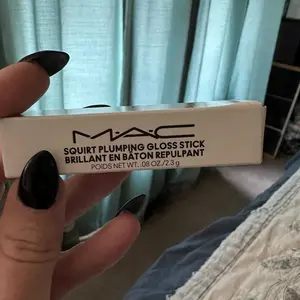 M·A·C
SQUIRT PLUMPING GLOSS STICK
BRILLANT EN BÂTON REPULPANT
POIDS NET WT. .08 OZ./2.3 g